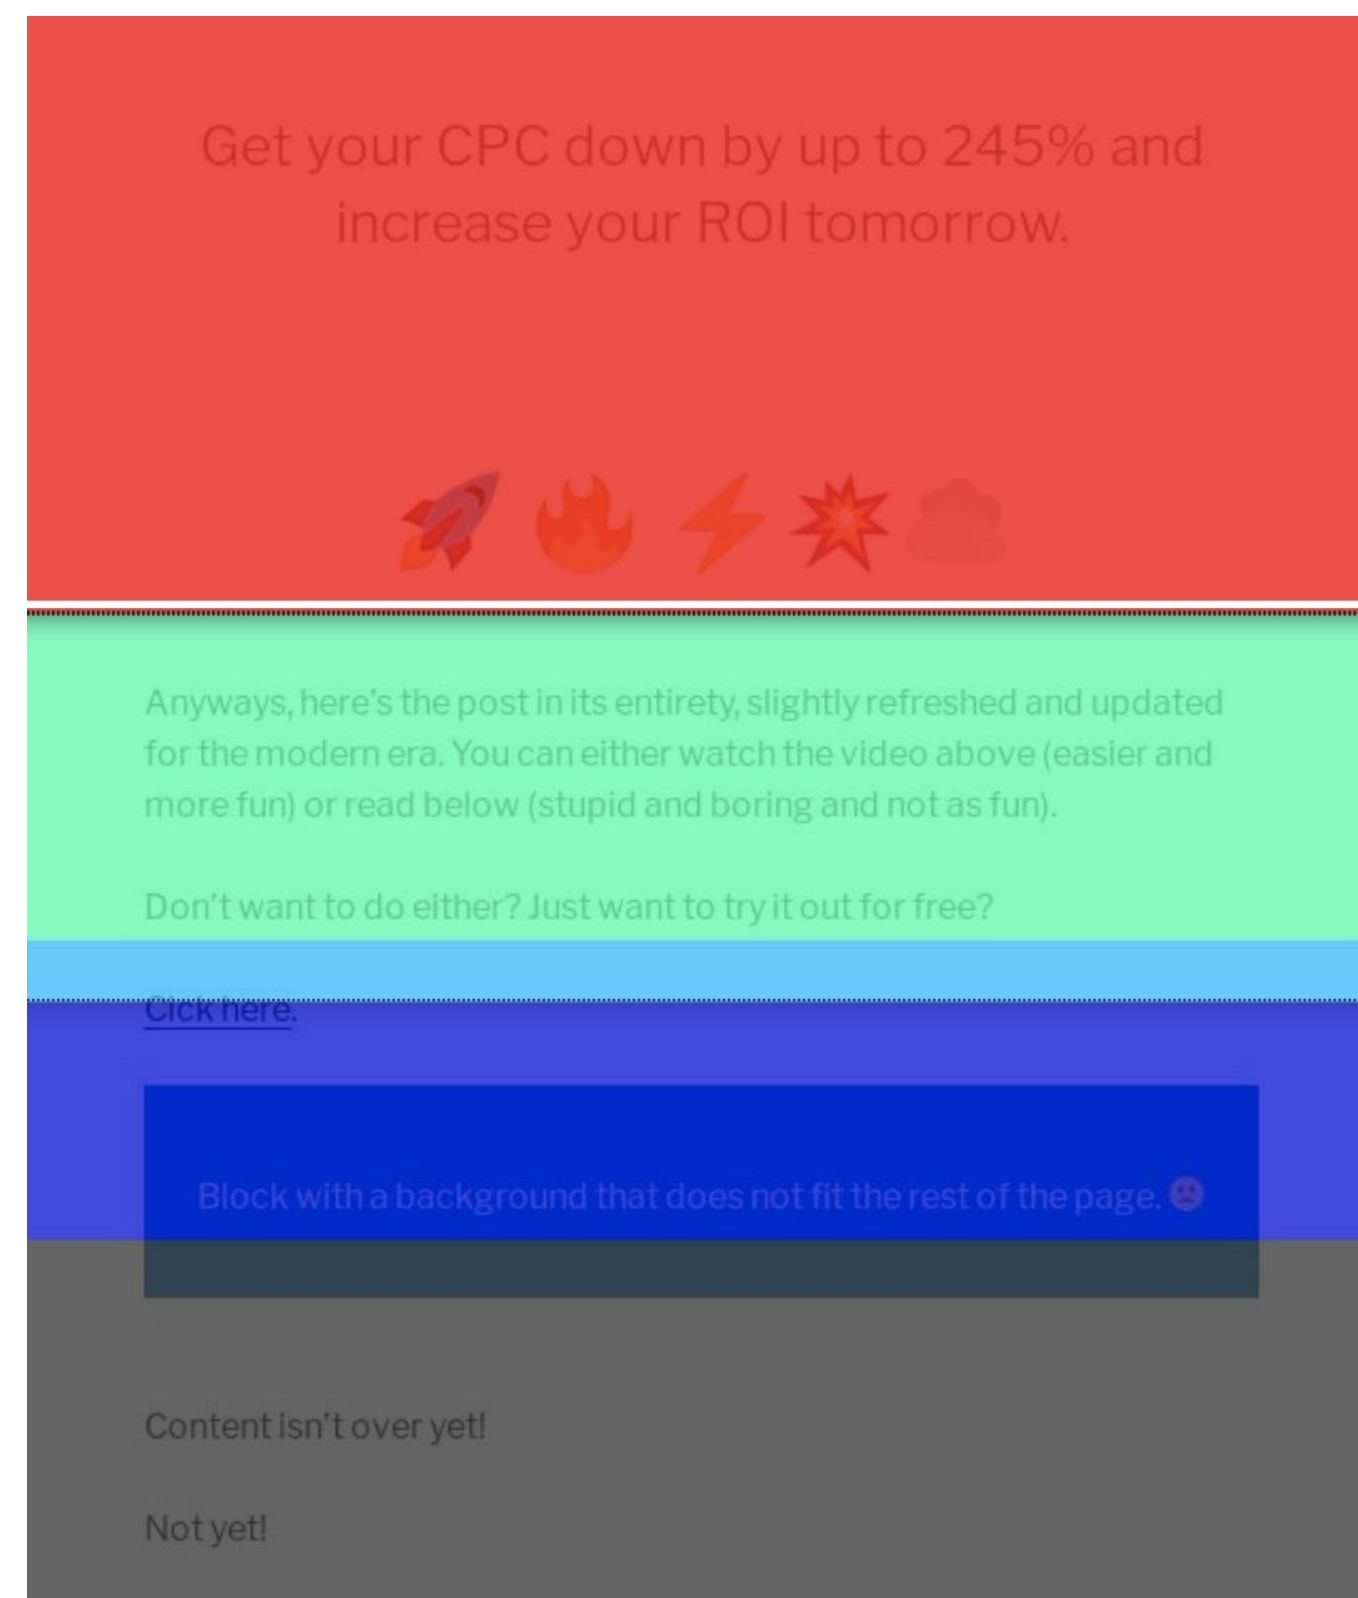 Get your CPC down by up to 245% and
increase your ROI tomorrow.
Anyways, here's the post in its entirety, slightly refreshed and updated
for the modern era. You can either watch the video above (easier and
more fun) or read below (stupid and boring and not as fun).
Don't want to do either? Just want to try it out for free?
Clck here.
Block with a background that does not fit the rest of the page.
Content isn't over yet!
Not yet!